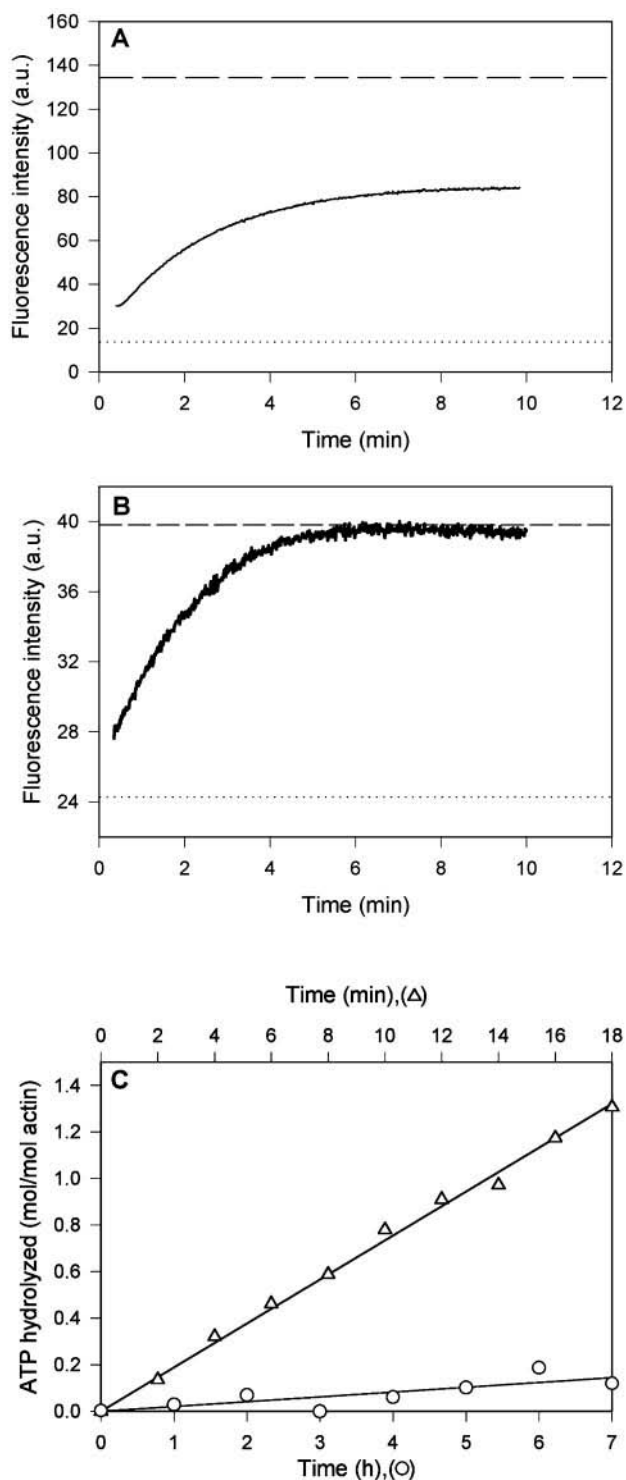 A
160
140
120
100
80
60
40
20
0
Fluorescence intensity (a.u.)
0 2 4 6 8 10 12
Time (min)
B
40
36
32
28
24
Fluorescence intensity (a.u.)
0 2 4 6 8 10 12
Time (min)
Time (min),(△)
0 2 4 6 8 10 12 14 16 18
C
1.4
1.2
1.0
0.8
0.6
0.4
0.2
0.0
ATP hydrolyzed (mol/mol actin)
0 1 2 3 4 5 6 7
Time (h),(○)